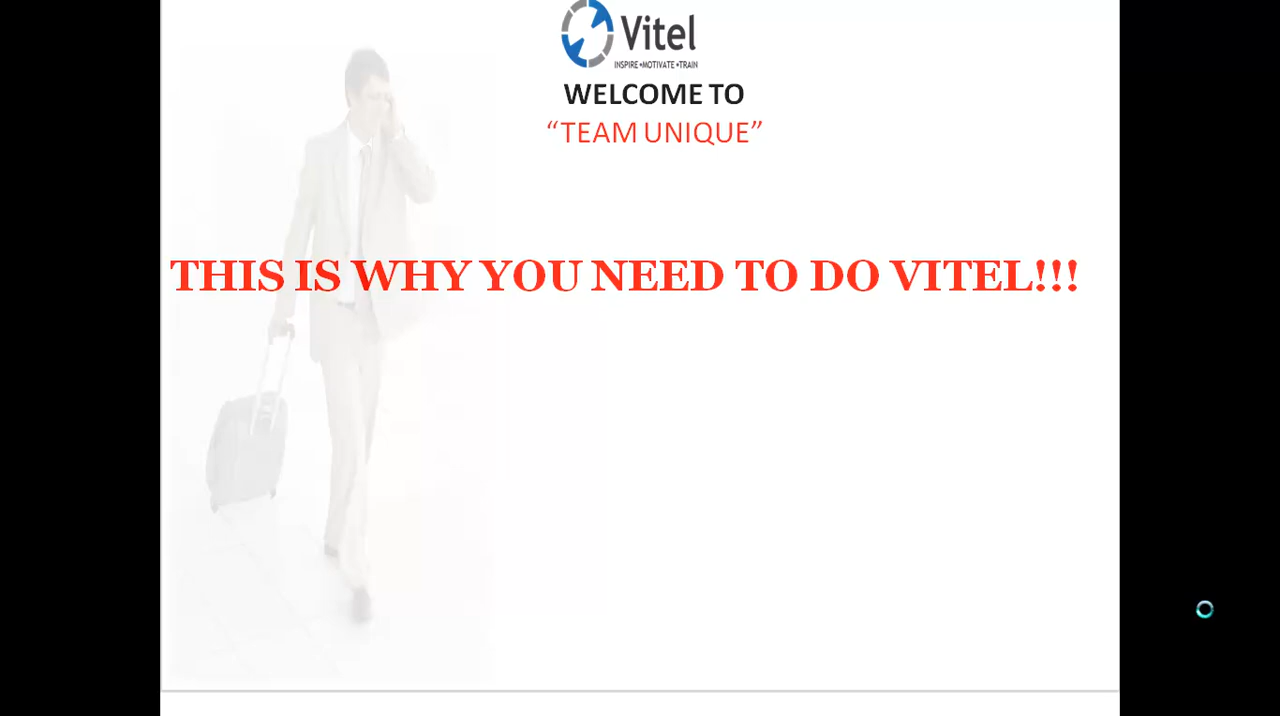 Vitel
INSPIRE •MOTIVATE •TRAIN
WELCOME TO
“TEAM UNIQUE”
THIS IS WHY YOU NEED TO DO VITEL!!!